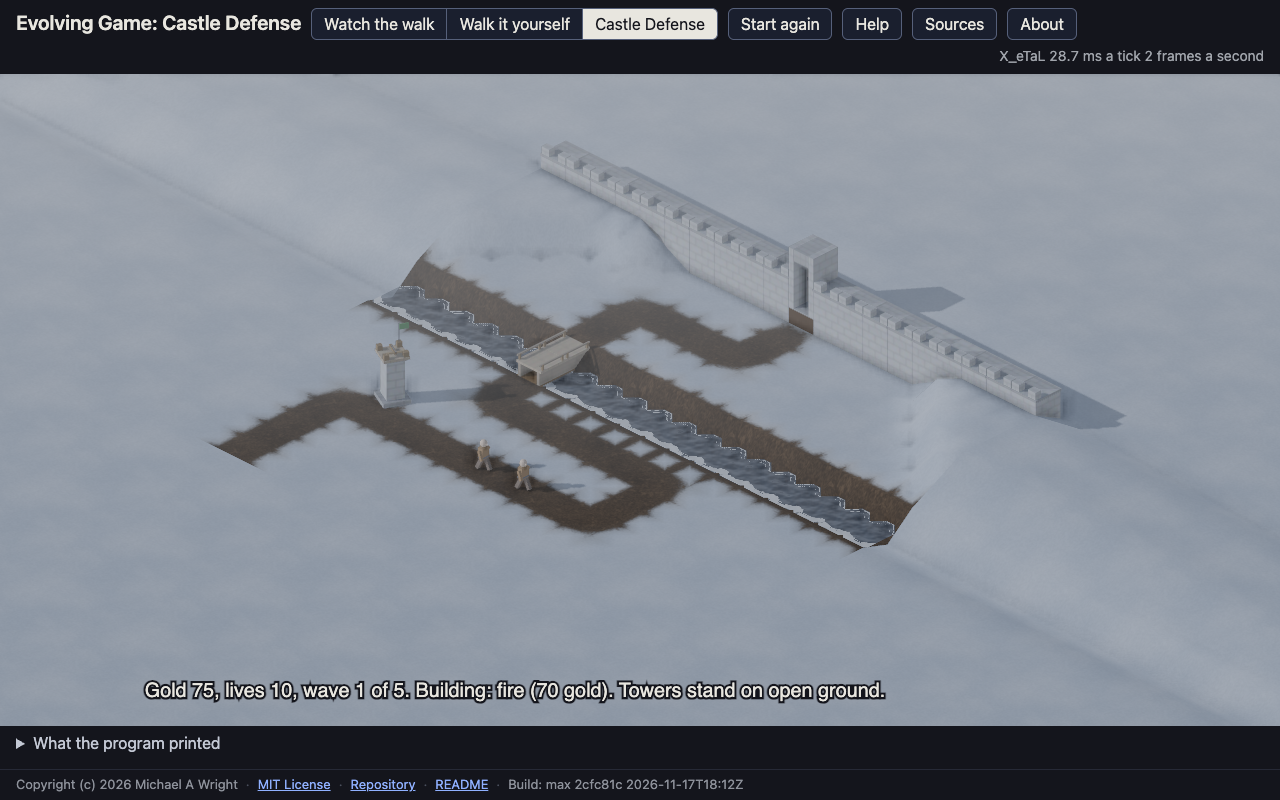 Evolving Game: Castle Defense
Watch the walk
Walk it yourself
Castle Defense
Start again
Help
Sources
About
X_eTaL 28.7 ms a tick 2 frames a second
Gold 75, lives 10, wave 1 of 5. Building: fire (70 gold). Towers stand on open ground.
▶ What the program printed
Copyright (c) 2026 Michael A Wright · MIT License · Repository · README · Build: max 2cfc81c 2026-11-17T18:12Z